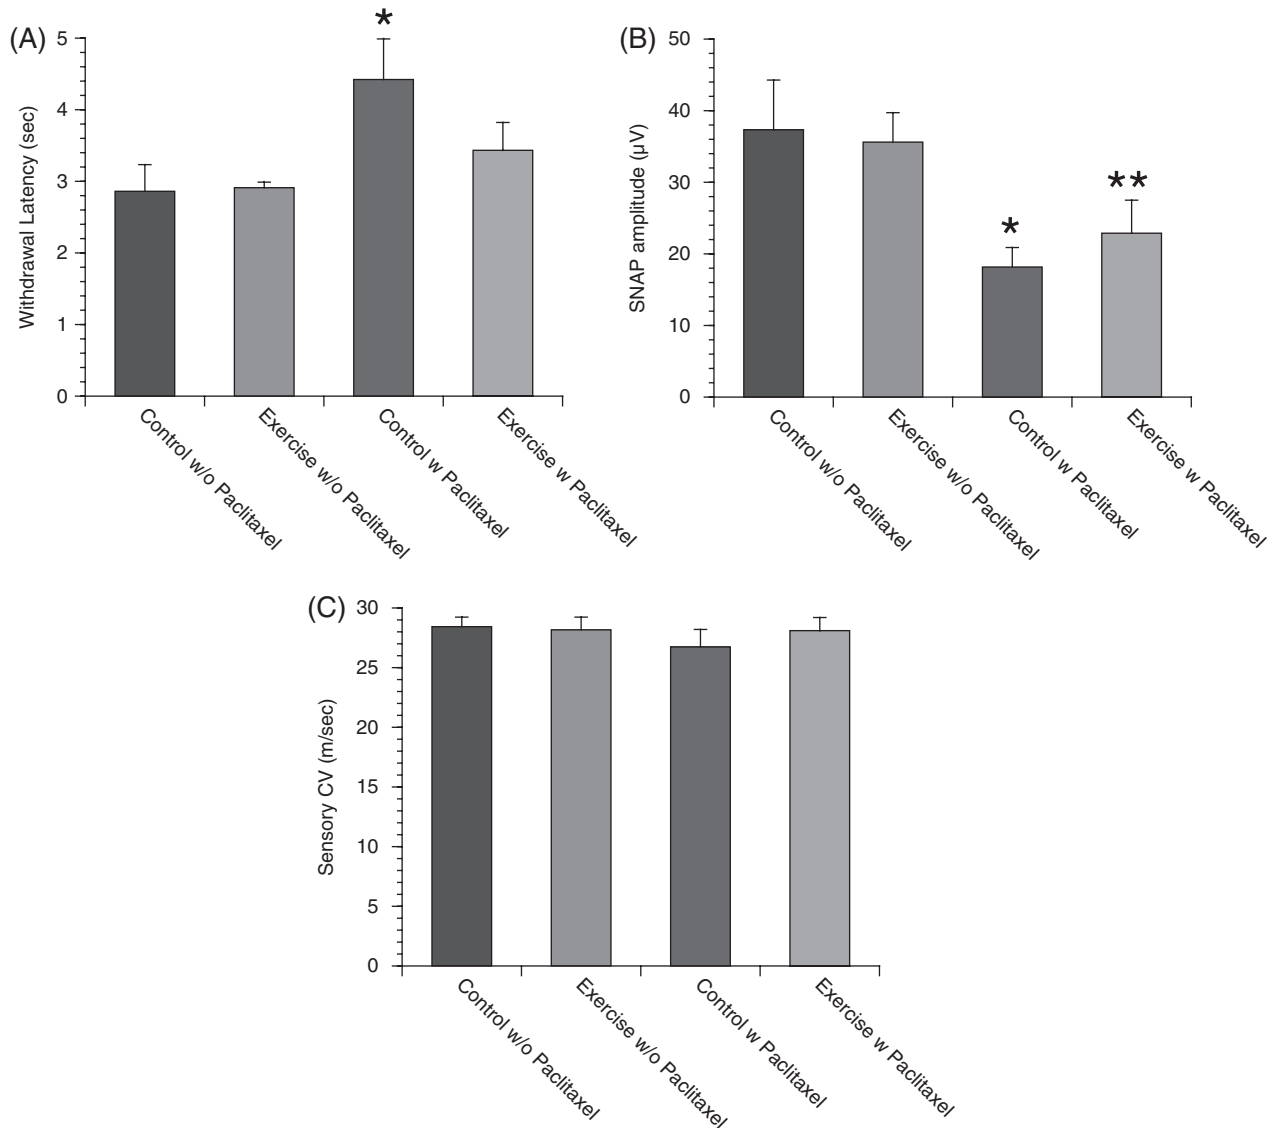 (A)
*
5
4
3
2
1
0
Withdrawal Latency (sec)
Control w/o Paclitaxel
Exercise w/o Paclitaxel
Control w Paclitaxel
Exercise w Paclitaxel
(B)
50
40
30
20
10
0
SNAP amplitude (µV)
*
**
Control w/o Paclitaxel
Exercise w/o Paclitaxel
Control w Paclitaxel
Exercise w Paclitaxel
(C)
30
25
20
15
10
5
0
Sensory CV (m/sec)
Control w/o Paclitaxel
Exercise w/o Paclitaxel
Control w Paclitaxel
Exercise w Paclitaxel